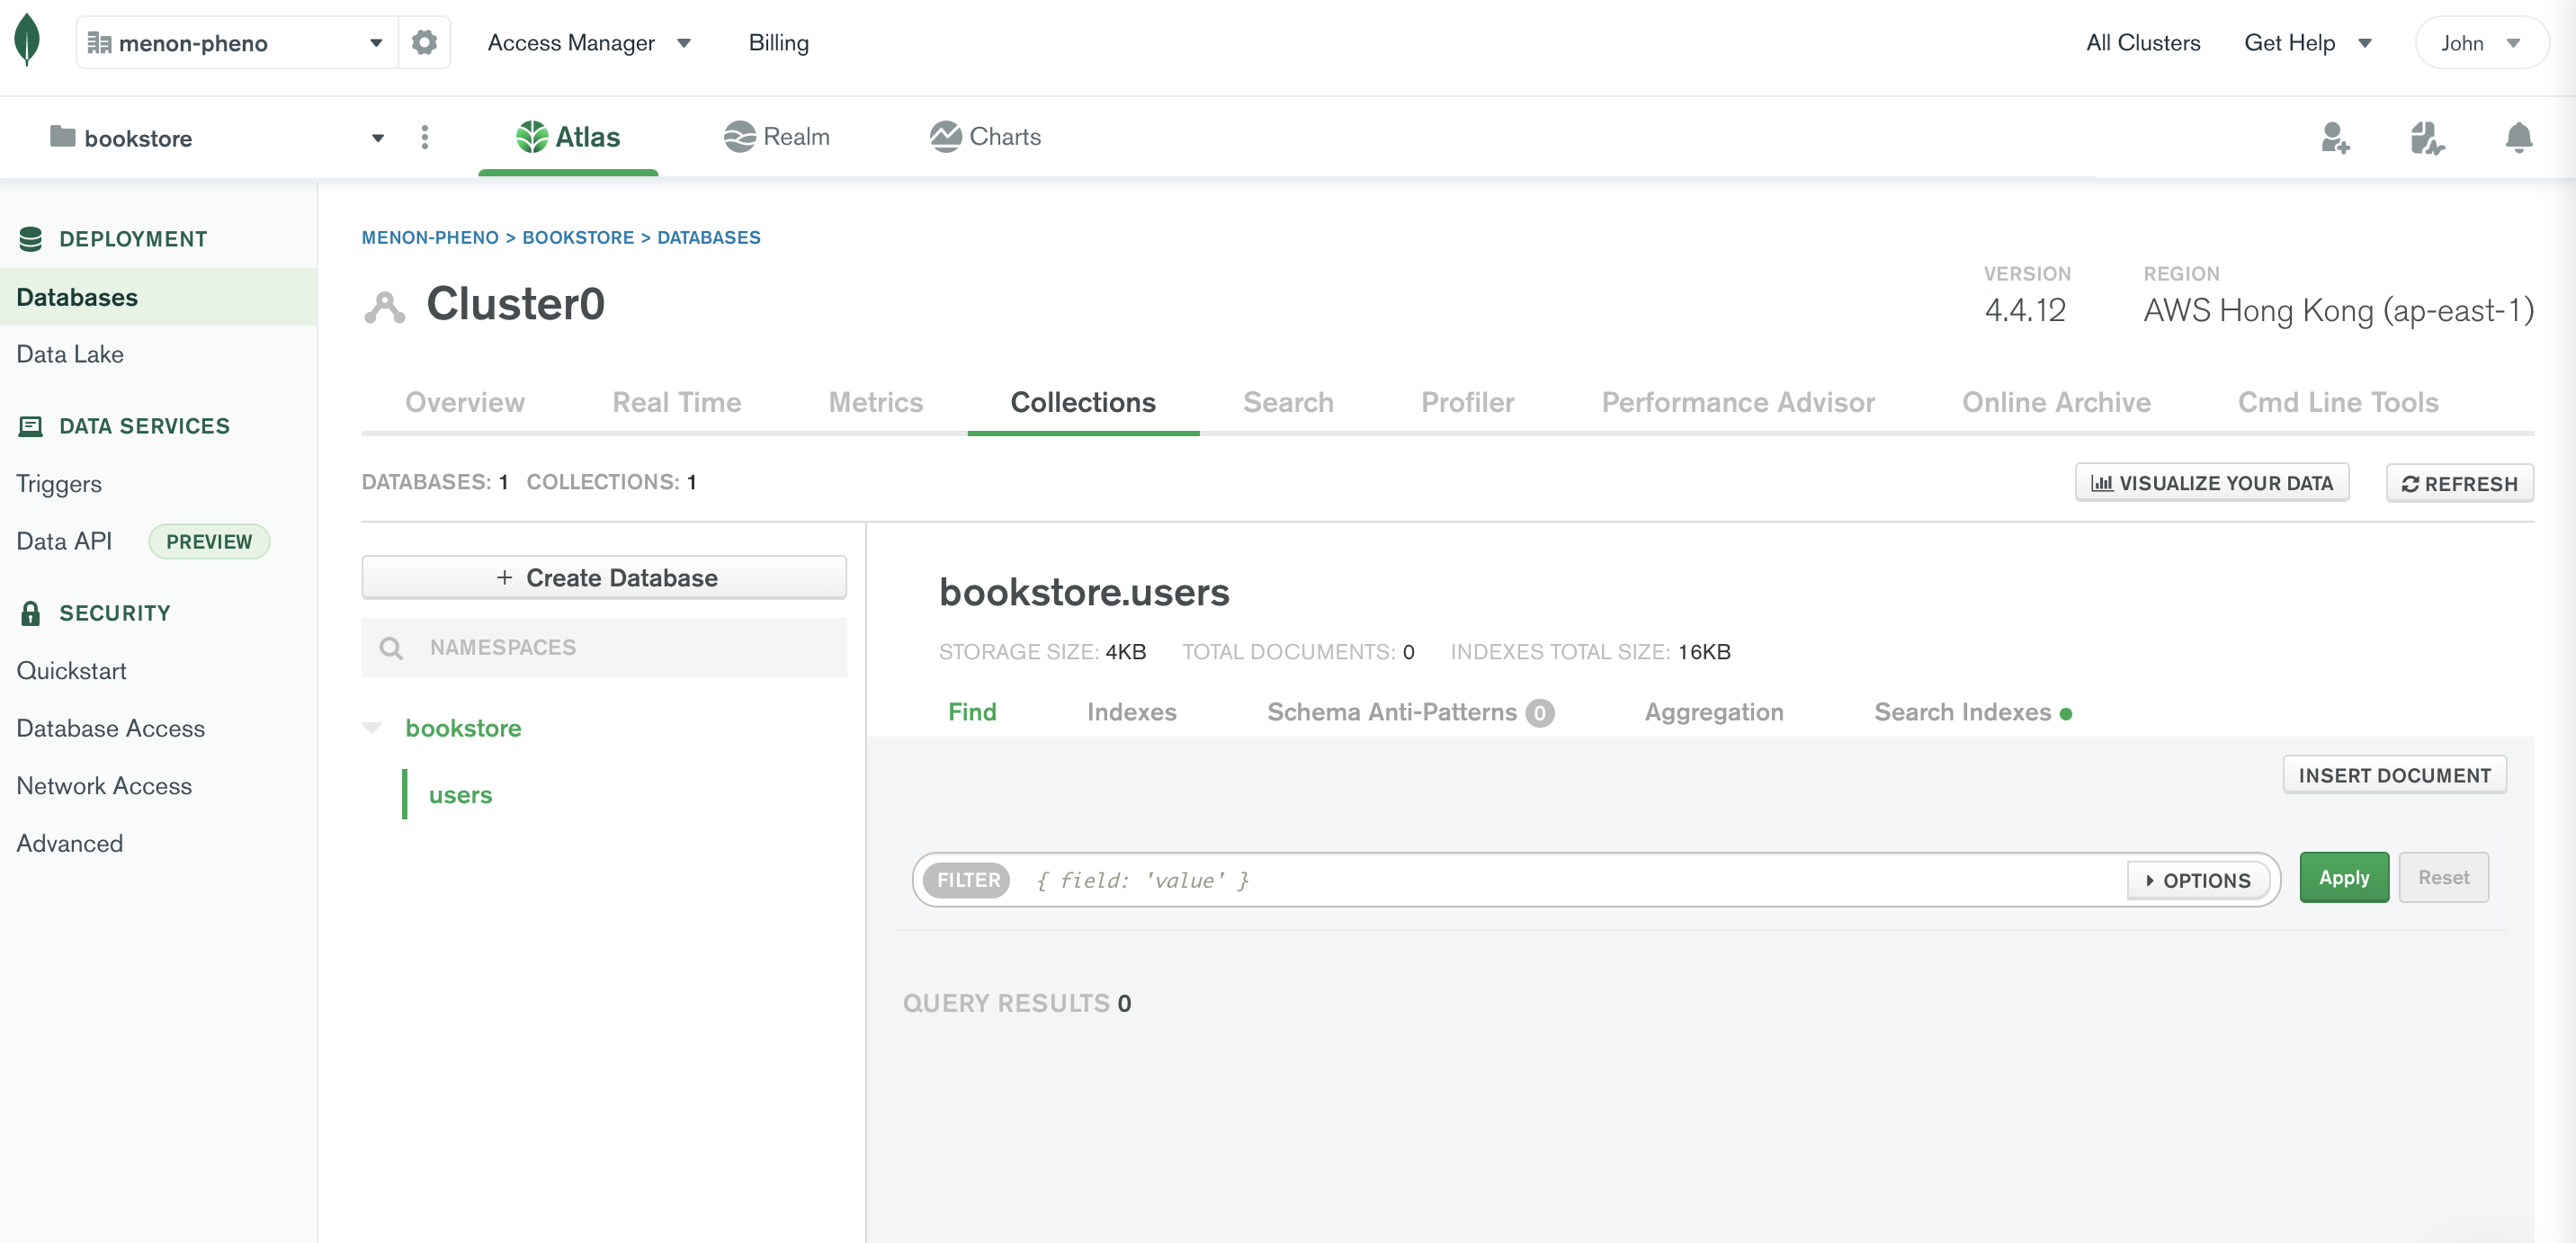 menon-pheno Access Manager Billing All Clusters Get Help John
bookstore Atlas Realm Charts
DEPLOYMENT
Databases
Data Lake
DATA SERVICES
Triggers
Data API PREVIEW
SECURITY
Quickstart
Database Access
Network Access
Advanced
MENON-PHENO > BOOKSTORE > DATABASES
Cluster0
VERSION
4.4.12
REGION
AWS Hong Kong (ap-east-1)
Overview Real Time Metrics Collections Search Profiler Performance Advisor Online Archive Cmd Line Tools
DATABASES: 1 COLLECTIONS: 1
VISUALIZE YOUR DATA REFRESH
+ Create Database
NAMESPACES
bookstore
users
bookstore.users
STORAGE SIZE: 4KB TOTAL DOCUMENTS: 0 INDEXES TOTAL SIZE: 16KB
Find Indexes Schema Anti-Patterns 0 Aggregation Search Indexes
INSERT DOCUMENT
FILTER { field: 'value' } OPTIONS Apply Reset
QUERY RESULTS 0